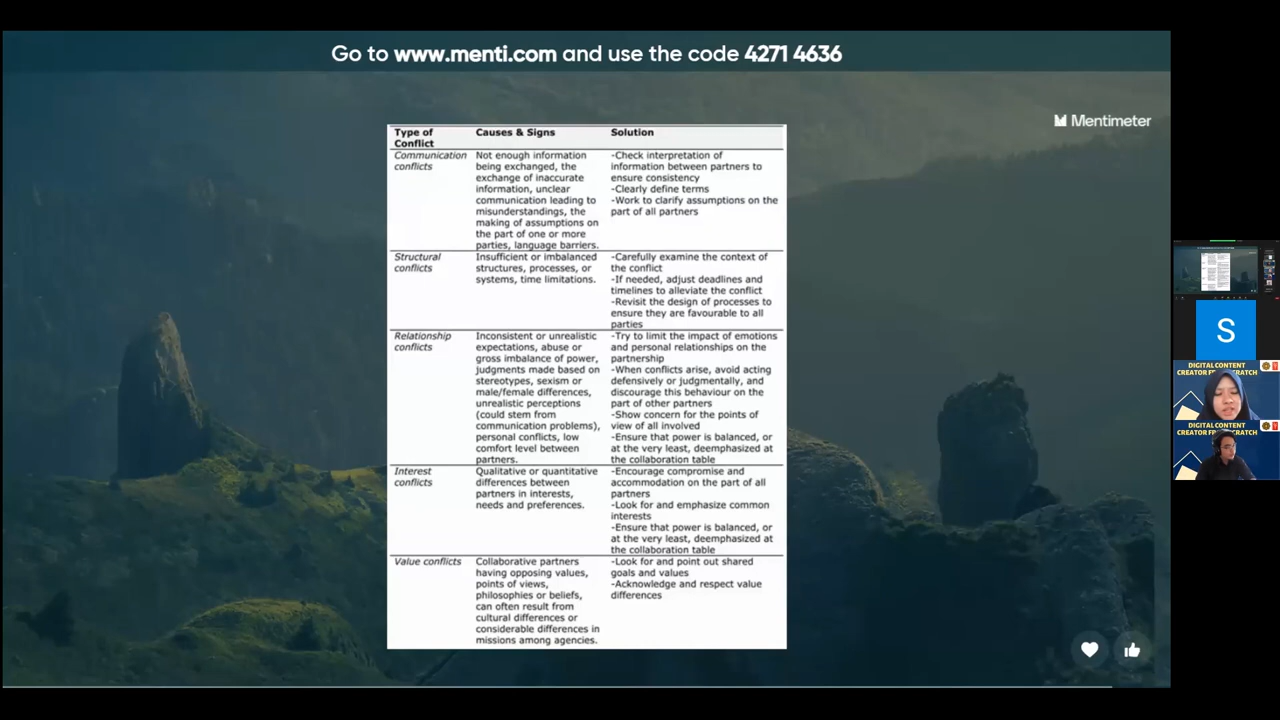 Go to www.menti.com and use the code 4271 4636
Mentimeter
Type of Conflict
Causes & Signs
Solution
Communication
conflicts
Not enough information
being exchanged, the
exchange of inaccurate
information, unclear
communication leading to
misunderstandings, the
making of assumptions on
the part of one or more
parties, language barriers.
-Check interpretation of
information between partners to
ensure consistency
-Clearly define terms
-Work to clarify assumptions on the
part of all partners
Structural
conflicts
Insufficient or imbalanced
structures, processes, or
systems, time limitations.
-Carefully examine the context of
the conflict
-If needed, adjust deadlines and
timelines to alleviate the conflict
-Revisit the design of processes to
ensure they are favourable to all
parties
Relationship
conflicts
Inconsistent or unrealistic
expectations, abuse or
gross imbalance of power,
judgments made based on
stereotypes, sexism or
male/female differences,
unrealistic perceptions
(could stem from
communication problems),
personal conflicts, low
comfort level between
partners.
-Try to limit the impact of emotions
and personal relationships on the
partnership
-When conflicts arise, avoid acting
defensively or judgmentally, and
discourage this behaviour on the
part of other partners
-Show concern for the points of
view of all involved
-Ensure that power is balanced, or
at the very least, deemphasized at
the collaboration table
Interest
conflicts
Qualitative or quantitative
differences between
partners in interests,
needs and preferences.
-Encourage compromise and
accommodation on the part of all
partners
-Look for and emphasize common
interests
-Ensure that power is balanced, or
at the very least, deemphasized at
the collaboration table
Value conflicts
Collaborative partners
having opposing values,
points of views,
philosophies or beliefs,
can often result from
cultural differences or
considerable differences in
missions among agencies.
-Look for and point out shared
goals and values
-Acknowledge and respect value
differences
S
DIGITAL CONTENT
DIGITAL CONTENT